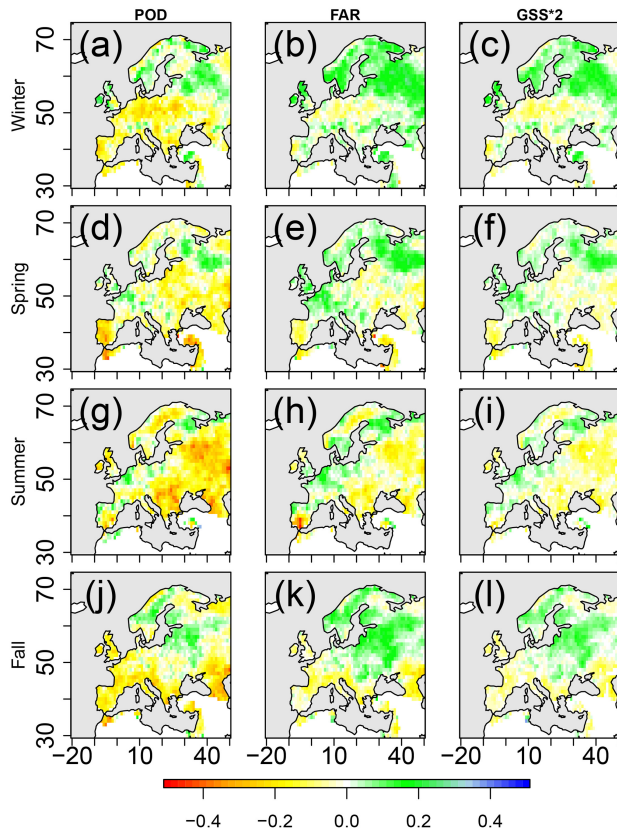 POD FAR GSS*2
Winter 30 50 70 (a) (b) (c)
Spring 30 50 70 (d) (e) (f)
Summer 30 50 70 (g) (h) (i)
Fall 30 50 70 (j) (k) (l)
−20 10 40 −20 10 40 −20 10 40
−0.4 −0.2 0.0 0.2 0.4